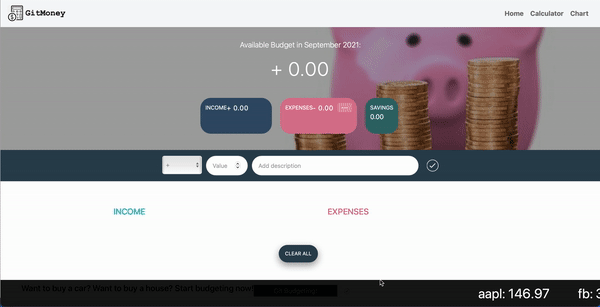 GitMoney
Home Calculator Chart
Available Budget in September 2021:
+ 0.00
INCOME+ 0.00
EXPENSES- 0.00
SAVINGS
0.00
+ Value Add description
INCOME EXPENSES
CLEAR ALL
Want to buy a car? Want to buy a house? Start budgeting now!
aapl: 146.97 fb: 3